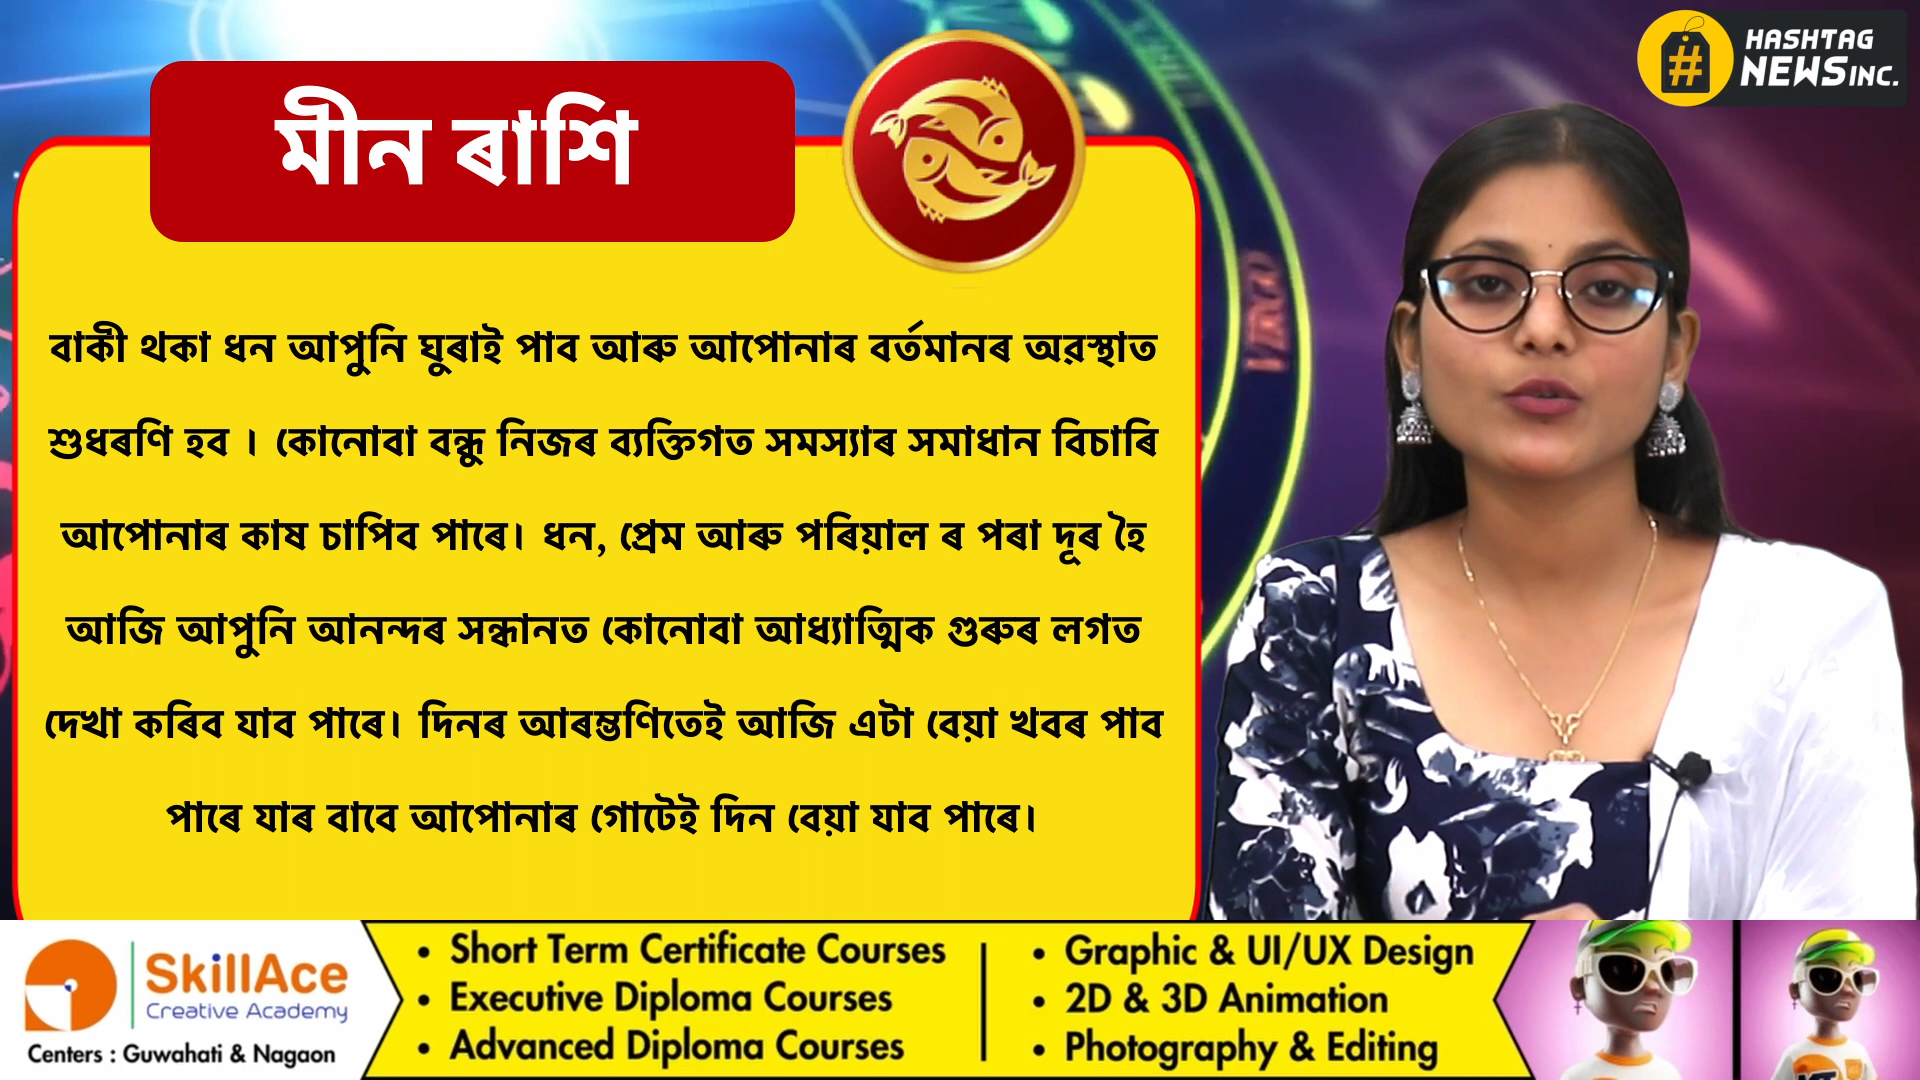 HASHTAG
NEWS INC.
#
মীন ৰাশি
VIRGO
বাকী থকা ধন আপুনি ঘুৰাই পাব আৰু আপোনাৰ বৰ্তমানৰ অৱস্থাত
শুধৰণি হব । কোনোবা বন্ধু নিজৰ ব্যক্তিগত সমস্যাৰ সমাধান বিচাৰি
আপোনাৰ কাষ চাপিব পাৰে। ধন, প্ৰেম আৰু পৰিয়াল ৰ পৰা দূৰ হৈ
আজি আপুনি আনন্দৰ সন্ধানত কোনোবা আধ্যাত্মিক গুৰুৰ লগত
দেখা কৰিব যাব পাৰে। দিনৰ আৰম্ভণিতেই আজি এটা বেয়া খবৰ পাব
পাৰে যাৰ বাবে আপোনাৰ গোটেই দিন বেয়া যাব পাৰে।
SkillAce
Creative Academy
Centers : Guwahati & Nagaon
• Short Term Certificate Courses
• Executive Diploma Courses
• Advanced Diploma Courses
• Graphic & UI/UX Design
• 2D & 3D Animation
• Photography & Editing